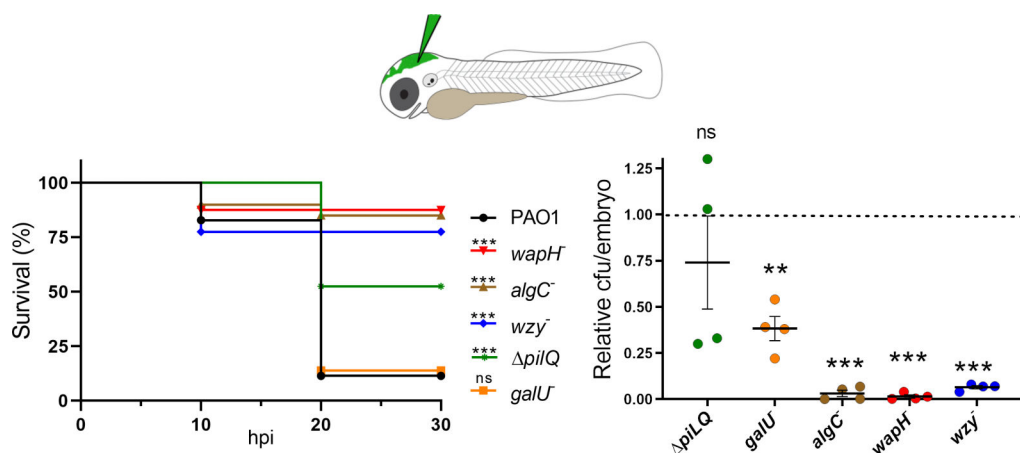 Survival (%)
100
75
50
25
0
0
10
20
30
hpi
PAO1
*** wapH⁻
*** algC⁻
*** wzy⁻
*** ΔpilQ
ns galU⁻
Relative cfu/embryo
1.25
1.00
0.75
0.50
0.25
0.00
ns
**
***
***
***
ΔpiLQ
galU⁻
algC⁻
wapH⁻
wzy⁻